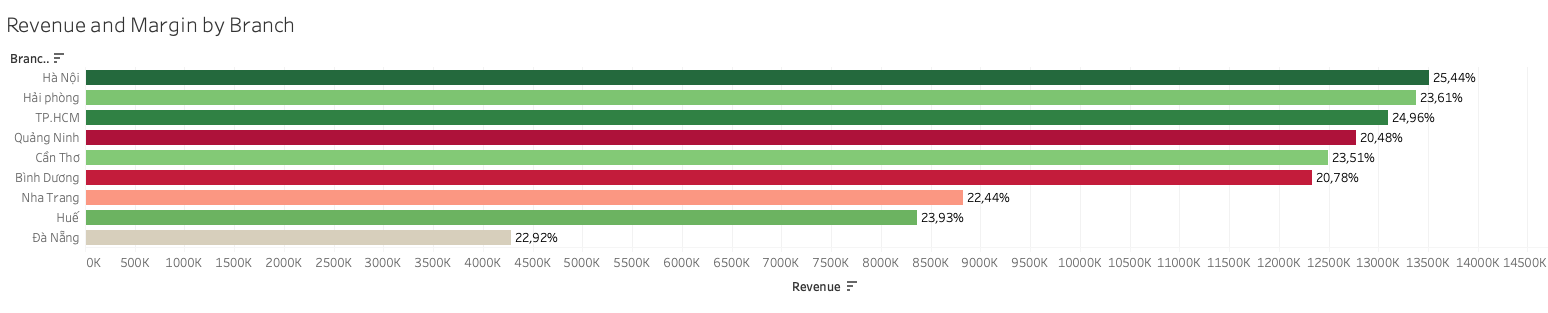 Revenue and Margin by Branch
Branc..
Hà Nội 25,44%
Hải phòng 23,61%
TP.HCM 24,96%
Quảng Ninh 20,48%
Cần Thơ 23,51%
Bình Dương 20,78%
Nha Trang 22,44%
Huế 23,93%
Đà Nẵng 22,92%
0K 500K 1000K 1500K 2000K 2500K 3000K 3500K 4000K 4500K 5000K 5500K 6000K 6500K 7000K 7500K 8000K 8500K 9000K 9500K 10000K 10500K 11000K 11500K 12000K 12500K 13000K 13500K 14000K 14500K
Revenue